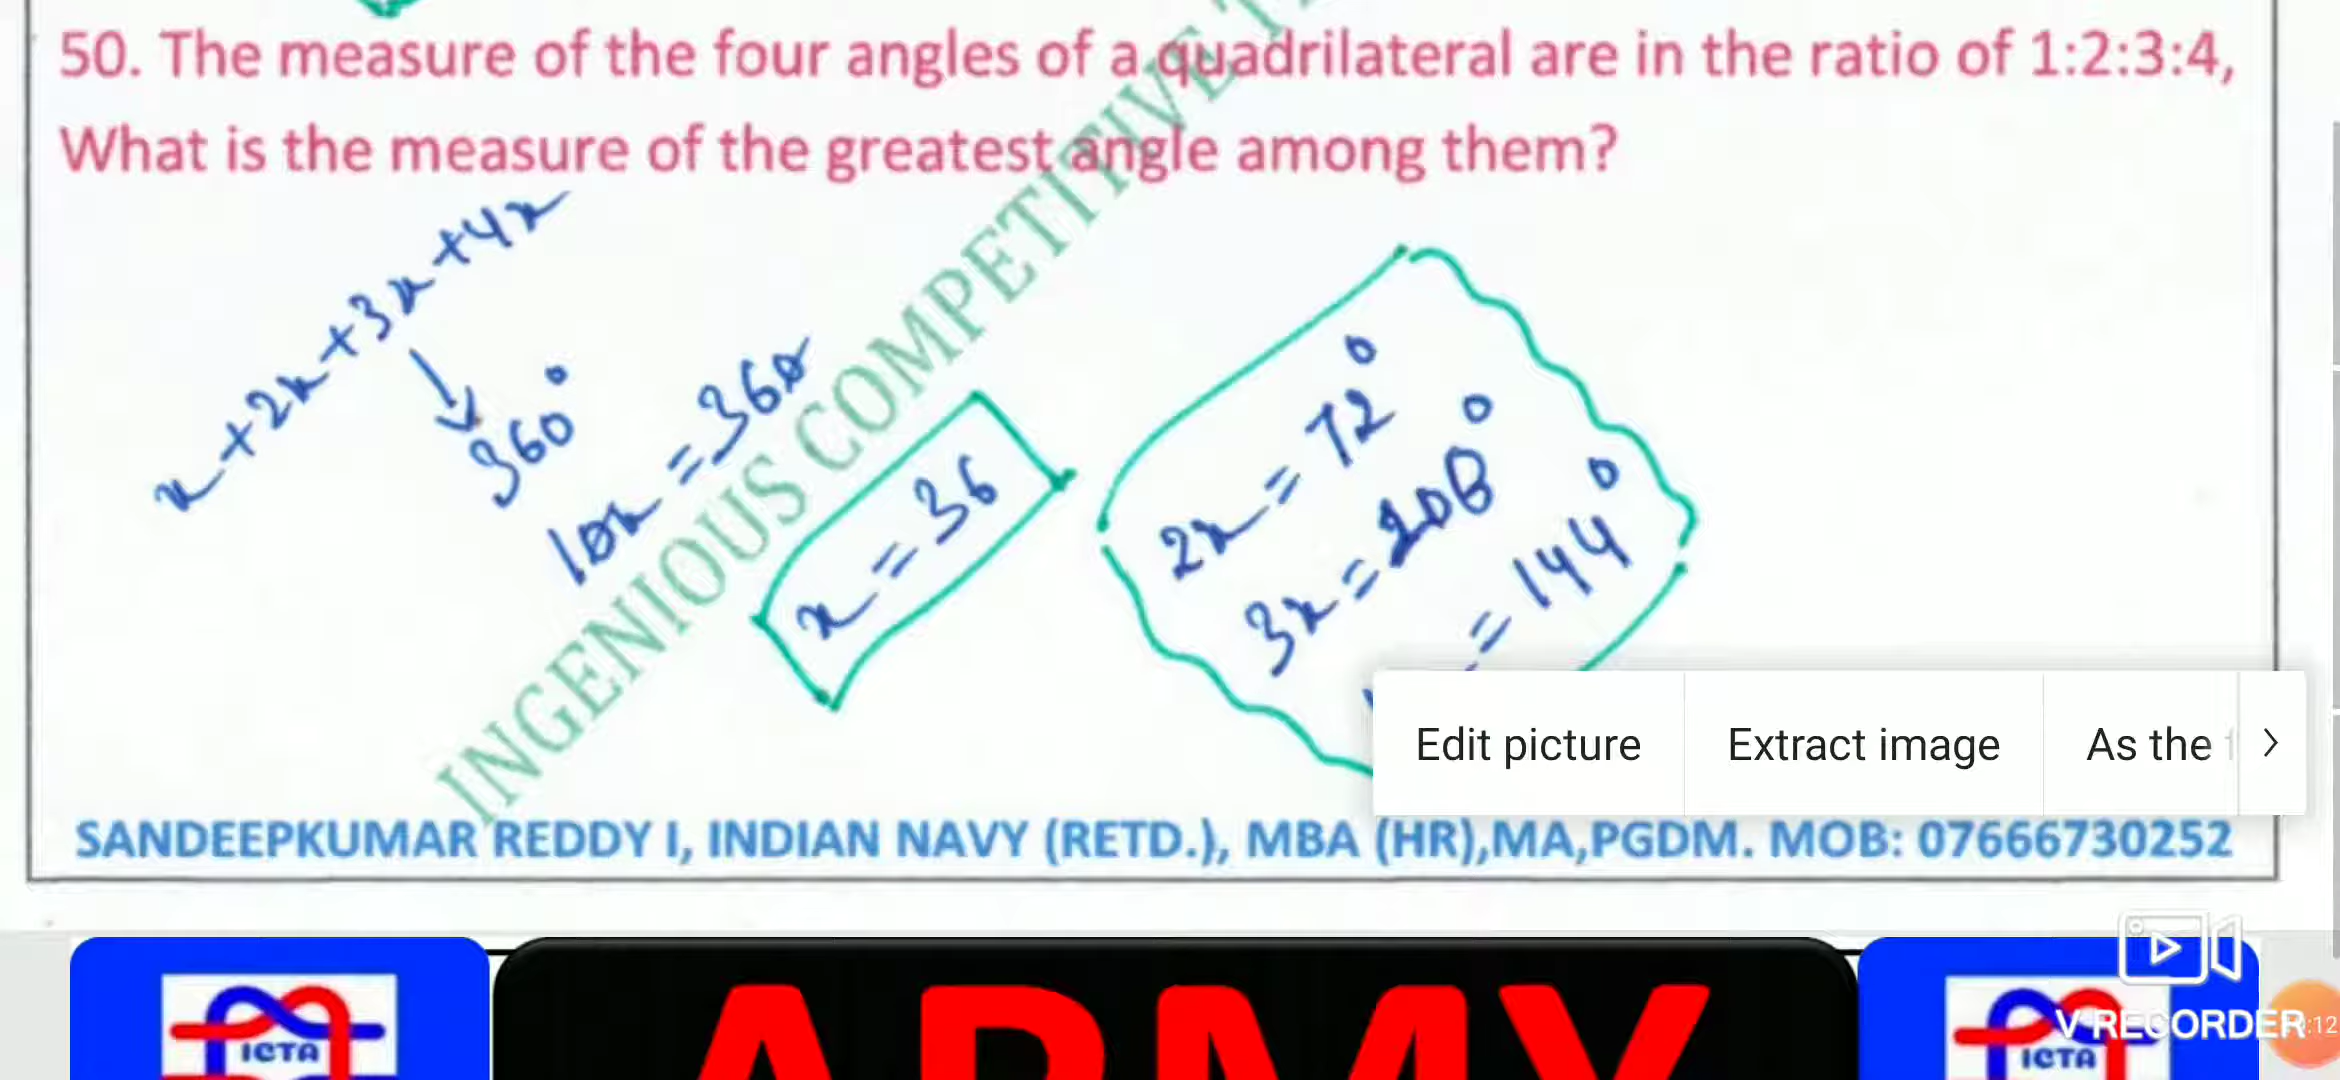 50. The measure of the four angles of a quadrilateral are in the ratio of 1:2:3:4,
What is the measure of the greatest angle among them?
x+2x+3x+4x
360°
10x = 360
x = 36
2x = 72°
3x = 108°
= 144°
INGENIOUS COMPETITIVE
Edit picture
Extract image
As the
SANDEEPKUMAR REDDY I, INDIAN NAVY (RETD.), MBA (HR),MA,PGDM. MOB: 07666730252
ICTA
ARMY
ICTA
V RECORDER
:12